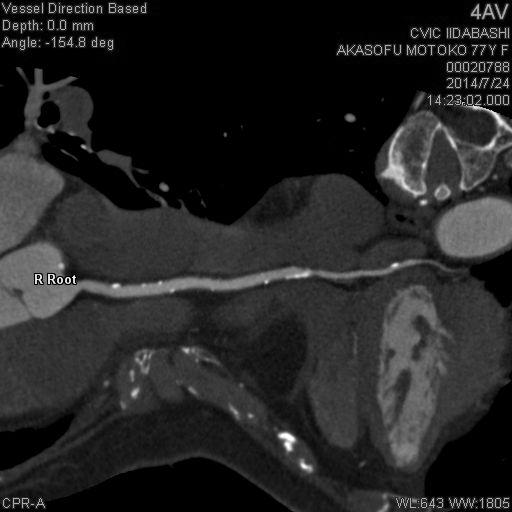 Vessel Direction Based
Depth: 0.0 mm
Angle: -154.8 deg
4AV
CVIC IIDABASHI
AKASOFU MOTOKO 77Y F
00020788
2014/7/24
14:23:02.000
R Root
CPR-A
WL:643 WW:1805